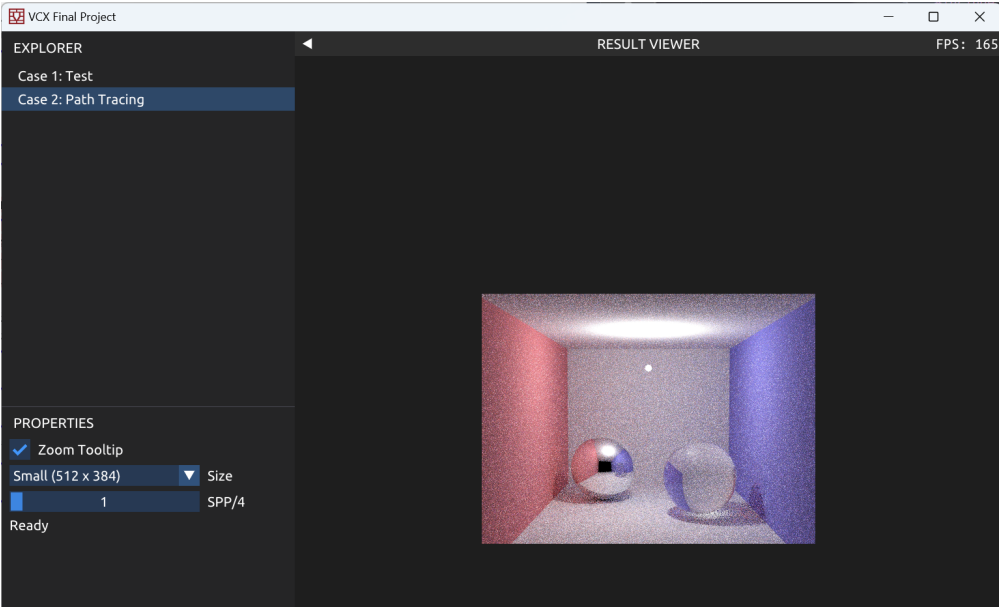 VCX Final Project
EXPLORER
RESULT VIEWER
FPS: 165
Case 1: Test
Case 2: Path Tracing
PROPERTIES
Zoom Tooltip
Small (512 x 384) Size
1 SPP/4
Ready